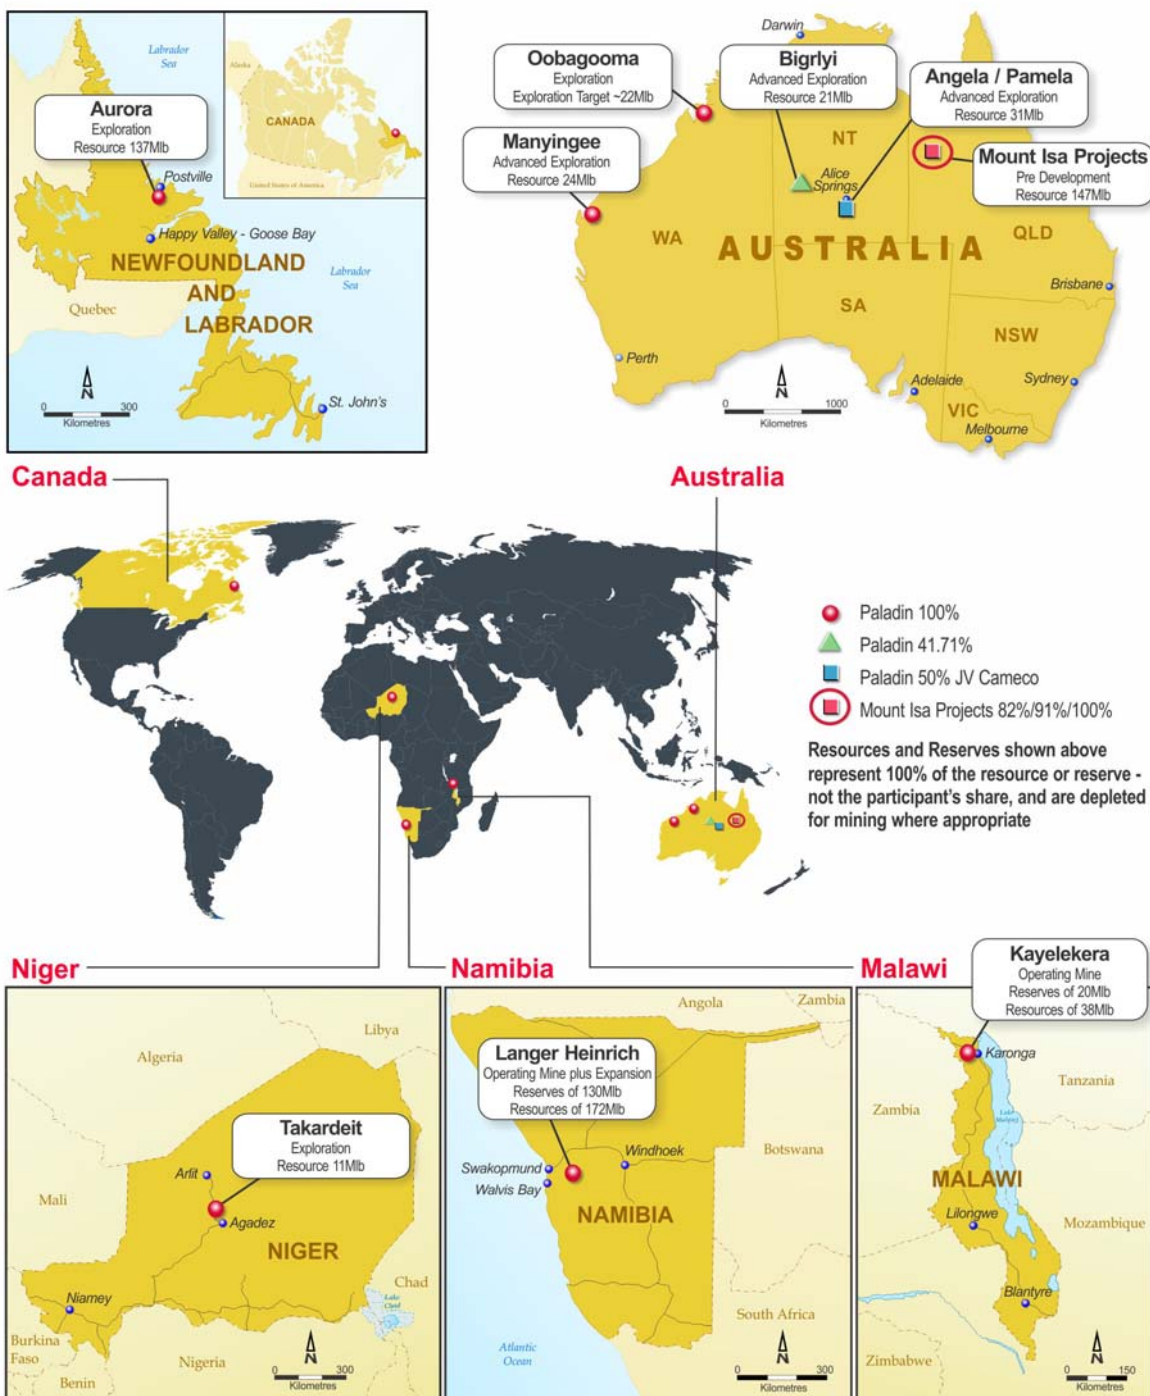 Labrador
Sea
Aurora
Exploration
Resource 137Mlb
Postville
Happy Valley - Goose Bay
NEWFOUNDLAND
AND
LABRADOR
Labrador
Sea
Quebec
N
0 300
Kilometres
St. John's
Alaska
CANADA
United States of America
Darwin
Oobagooma
Exploration
Exploration Target ~22Mlb
Bigrlyi
Advanced Exploration
Resource 21Mlb
Angela / Pamela
Advanced Exploration
Resource 31Mlb
Manyingee
Advanced Exploration
Resource 24Mlb
Mount Isa Projects
Pre Development
Resource 147Mlb
NT
Alice
Springs
WA
AUSTRALIA
QLD
SA
Brisbane
NSW
Perth
Adelaide
Sydney
VIC
Melbourne
N
0 1000
Kilometres
Canada
Australia
Paladin 100%
Paladin 41.71%
Paladin 50% JV Cameco
Mount Isa Projects 82%/91%/100%
Resources and Reserves shown above
represent 100% of the resource or reserve -
not the participant's share, and are depleted
for mining where appropriate
Niger
Namibia
Malawi
Libya
Algeria
Takardeit
Exploration
Resource 11Mlb
Arlit
Mali
Agadez
NIGER
Chad
Lake
Chad
Niamey
Burkina
Faso
Benin
Nigeria
N
0 300
Kilometres
Angola
Zambia
Langer Heinrich
Operating Mine plus Expansion
Reserves of 130Mlb
Resources of 172Mlb
Swakopmund
Walvis Bay
Windhoek
Botswana
NAMIBIA
South Africa
Atlantic
Ocean
N
0 300
Kilometres
Kayelekera
Operating Mine
Reserves of 20Mlb
Resources of 38Mlb
Karonga
Tanzania
Zambia
Lake
MALAWI
Lilongwe
Mozambique
Blantyre
Zimbabwe
N
0 150
Kilometres